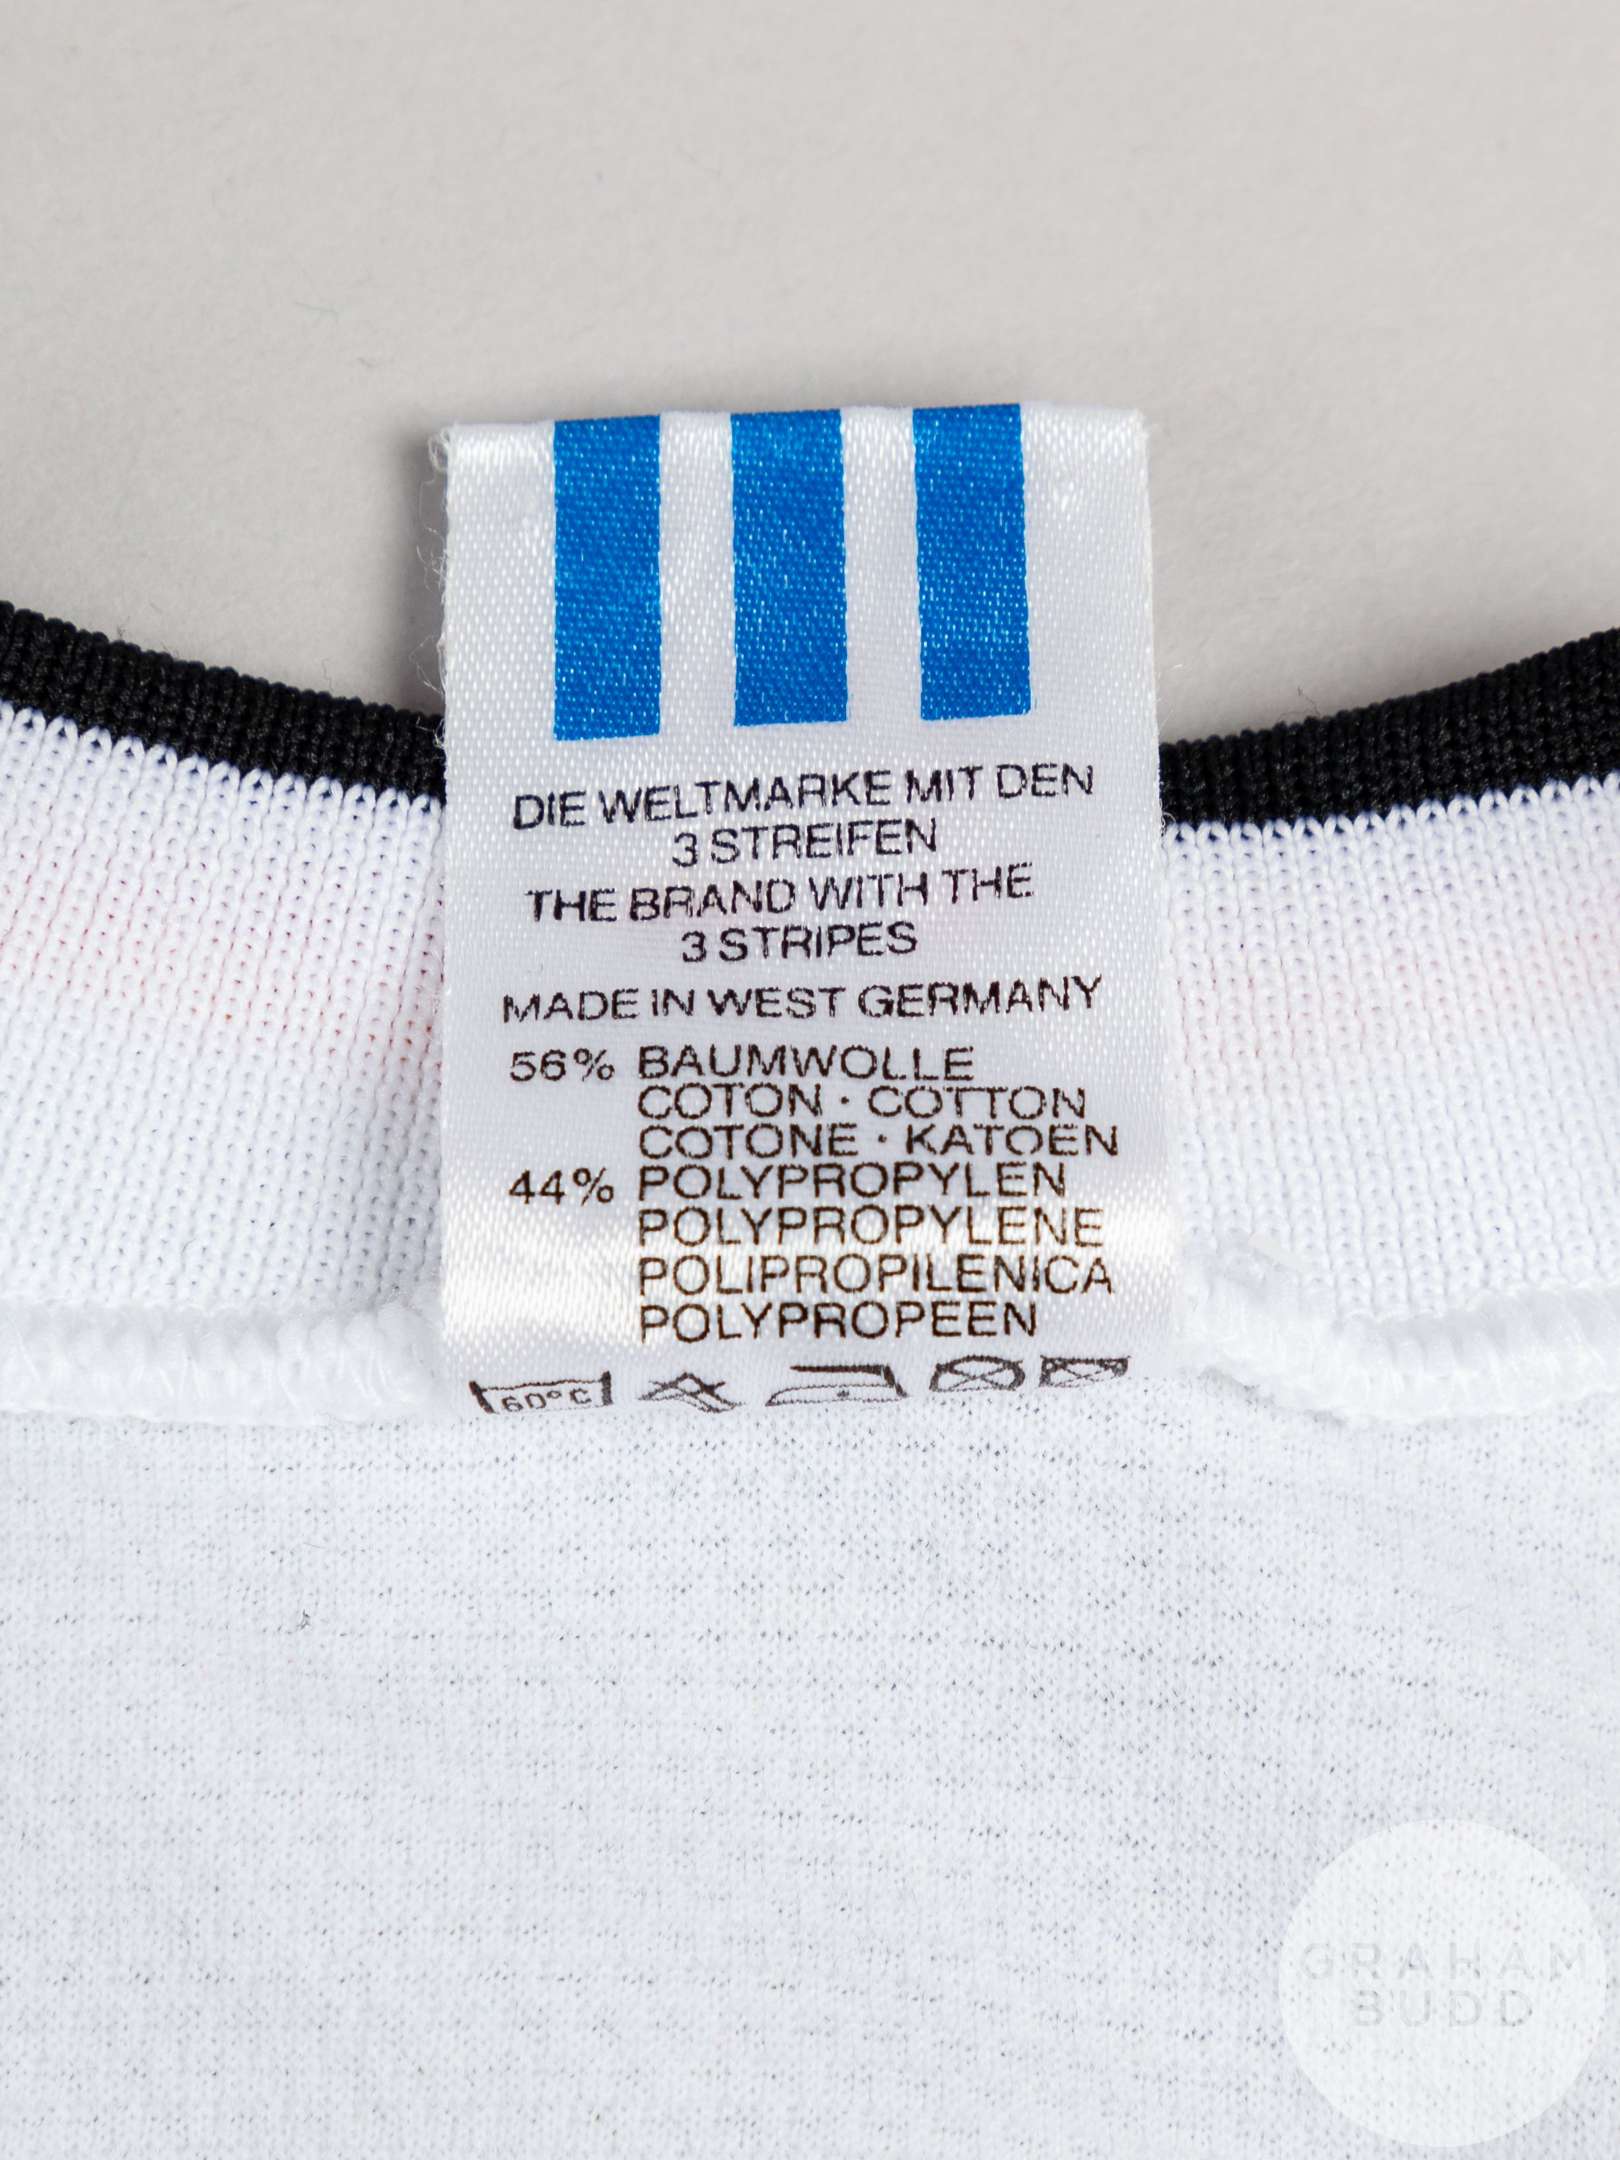 DIE WELTMARKE MIT DEN
3 STREIFEN
THE BRAND WITH THE
3 STRIPES
MADE IN WEST GERMANY
56% BAUMWOLLE
COTON · COTTON
COTONE · KATOEN
44% POLYPROPYLEN
POLYPROPYLENE
POLIPROPILENICA
POLYPROPEEN
60°C
GRAHAM
BUDD